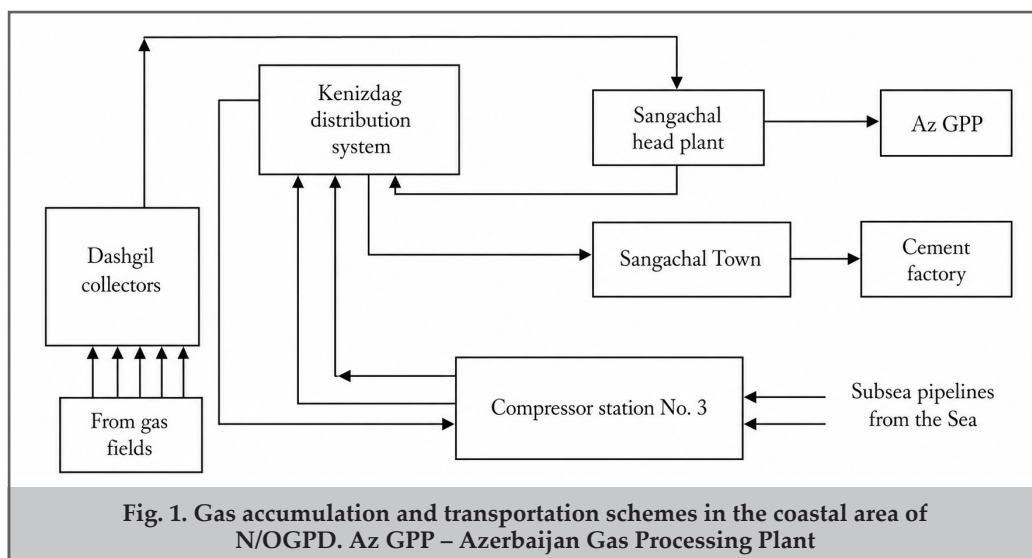 Kenizdag
distribution
system
Sangachal
head plant
Az GPP
Dashgil
collectors
Sangachal Town
Cement
factory
From gas
fields
Compressor station No. 3
Subsea pipelines
from the Sea
Fig. 1. Gas accumulation and transportation schemes in the coastal area of
N/OGPD. Az GPP – Azerbaijan Gas Processing Plant